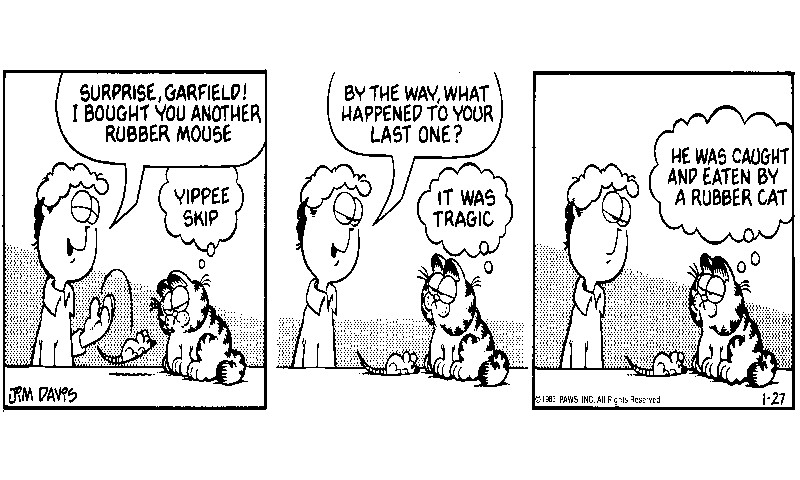 SURPRISE, GARFIELD!
I BOUGHT YOU ANOTHER
RUBBER MOUSE
YIPPEE
SKIP
JIM DAVIS
BY THE WAY, WHAT
HAPPENED TO YOUR
LAST ONE?
IT WAS
TRAGIC
HE WAS CAUGHT
AND EATEN BY
A RUBBER CAT
PAWS, INC. All Rights Reserved
1-27